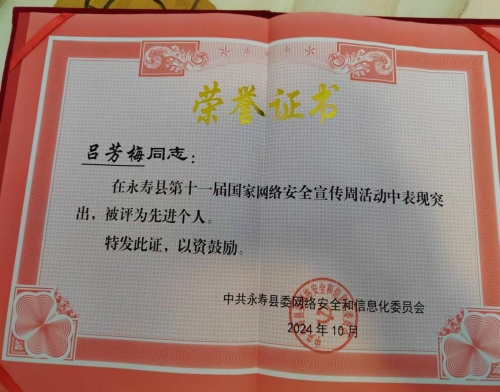 荣誉证书
吕芳梅同志：
在永寿县第十一届国家网络安全宣传周活动中表现突
出，被评为先进个人。
特发此证，以资鼓励。
中共永寿县委网络安全和信息化委员会
2024年10月